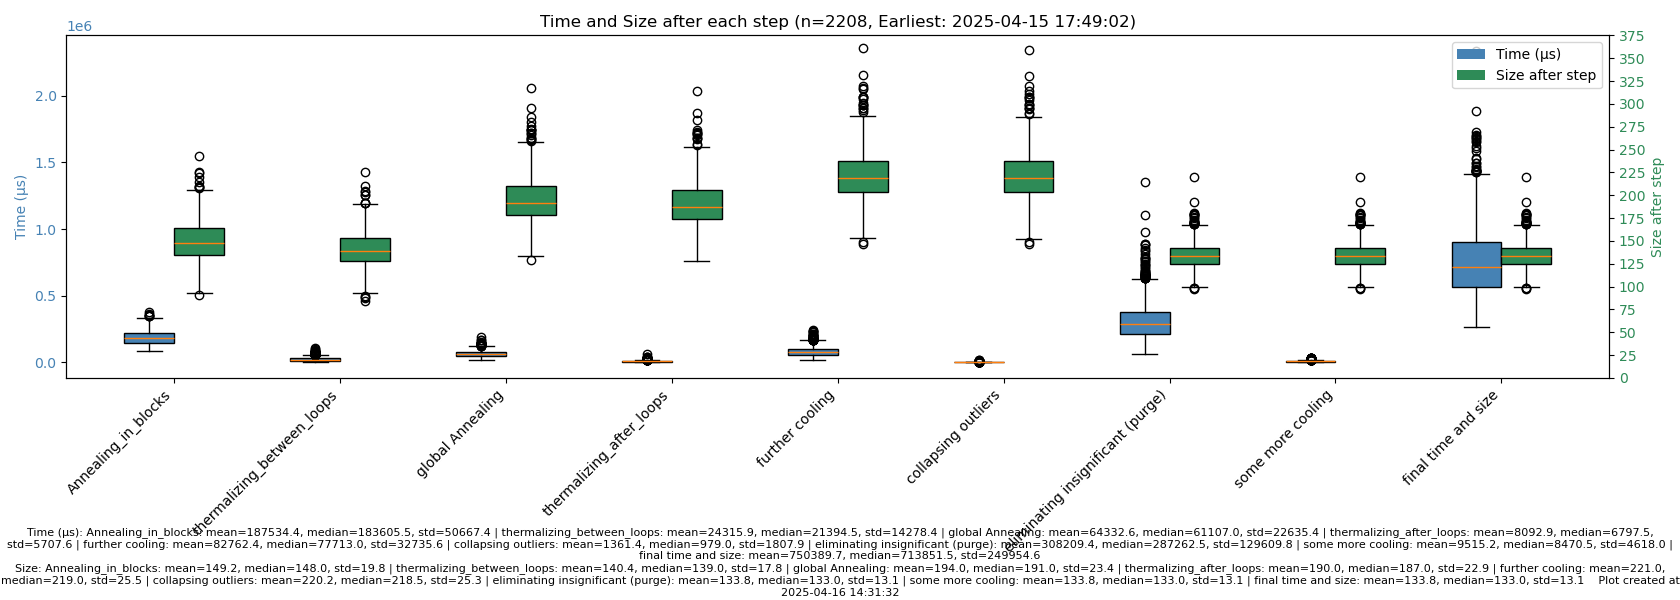 Time and Size after each step (n=2208, Earliest: 2025-04-15 17:49:02)
1e6
Time (µs)
2.0
1.5
1.0
0.5
0.0
Time (µs)
Size after step
375
350
325
300
275
250
225
200
175
150
125
100
75
50
25
0
Size after step
Annealing_in_blocks
thermalizing_between_loops
global Annealing
thermalizing_after_loops
further cooling
collapsing outliers
eliminating insignificant (purge)
some more cooling
final time and size
Time (µs): Annealing_in_blocks: mean=187534.4, median=183605.5, std=50667.4 | thermalizing_between_loops: mean=24315.9, median=21394.5, std=14278.4 | global Annealing: mean=64332.6, median=61107.0, std=22635.4 | thermalizing_after_loops: mean=8092.9, median=6797.5,
std=5707.6 | further cooling: mean=82762.4, median=77713.0, std=32735.6 | collapsing outliers: mean=1361.4, median=979.0, std=1807.9 | eliminating insignificant (purge): mean=308209.4, median=287262.5, std=129609.8 | some more cooling: mean=9515.2, median=8470.5, std=4618.0 |
final time and size: mean=750389.7, median=713851.5, std=249954.6
Size: Annealing_in_blocks: mean=149.2, median=148.0, std=19.8 | thermalizing_between_loops: mean=140.4, median=139.0, std=17.8 | global Annealing: mean=194.0, median=191.0, std=23.4 | thermalizing_after_loops: mean=190.0, median=187.0, std=22.9 | further cooling: mean=221.0,
median=219.0, std=25.5 | collapsing outliers: mean=220.2, median=218.5, std=25.3 | eliminating insignificant (purge): mean=133.8, median=133.0, std=13.1 | some more cooling: mean=133.8, median=133.0, std=13.1 | final time and size: mean=133.8, median=133.0, std=13.1 Plot created at
2025-04-16 14:31:32